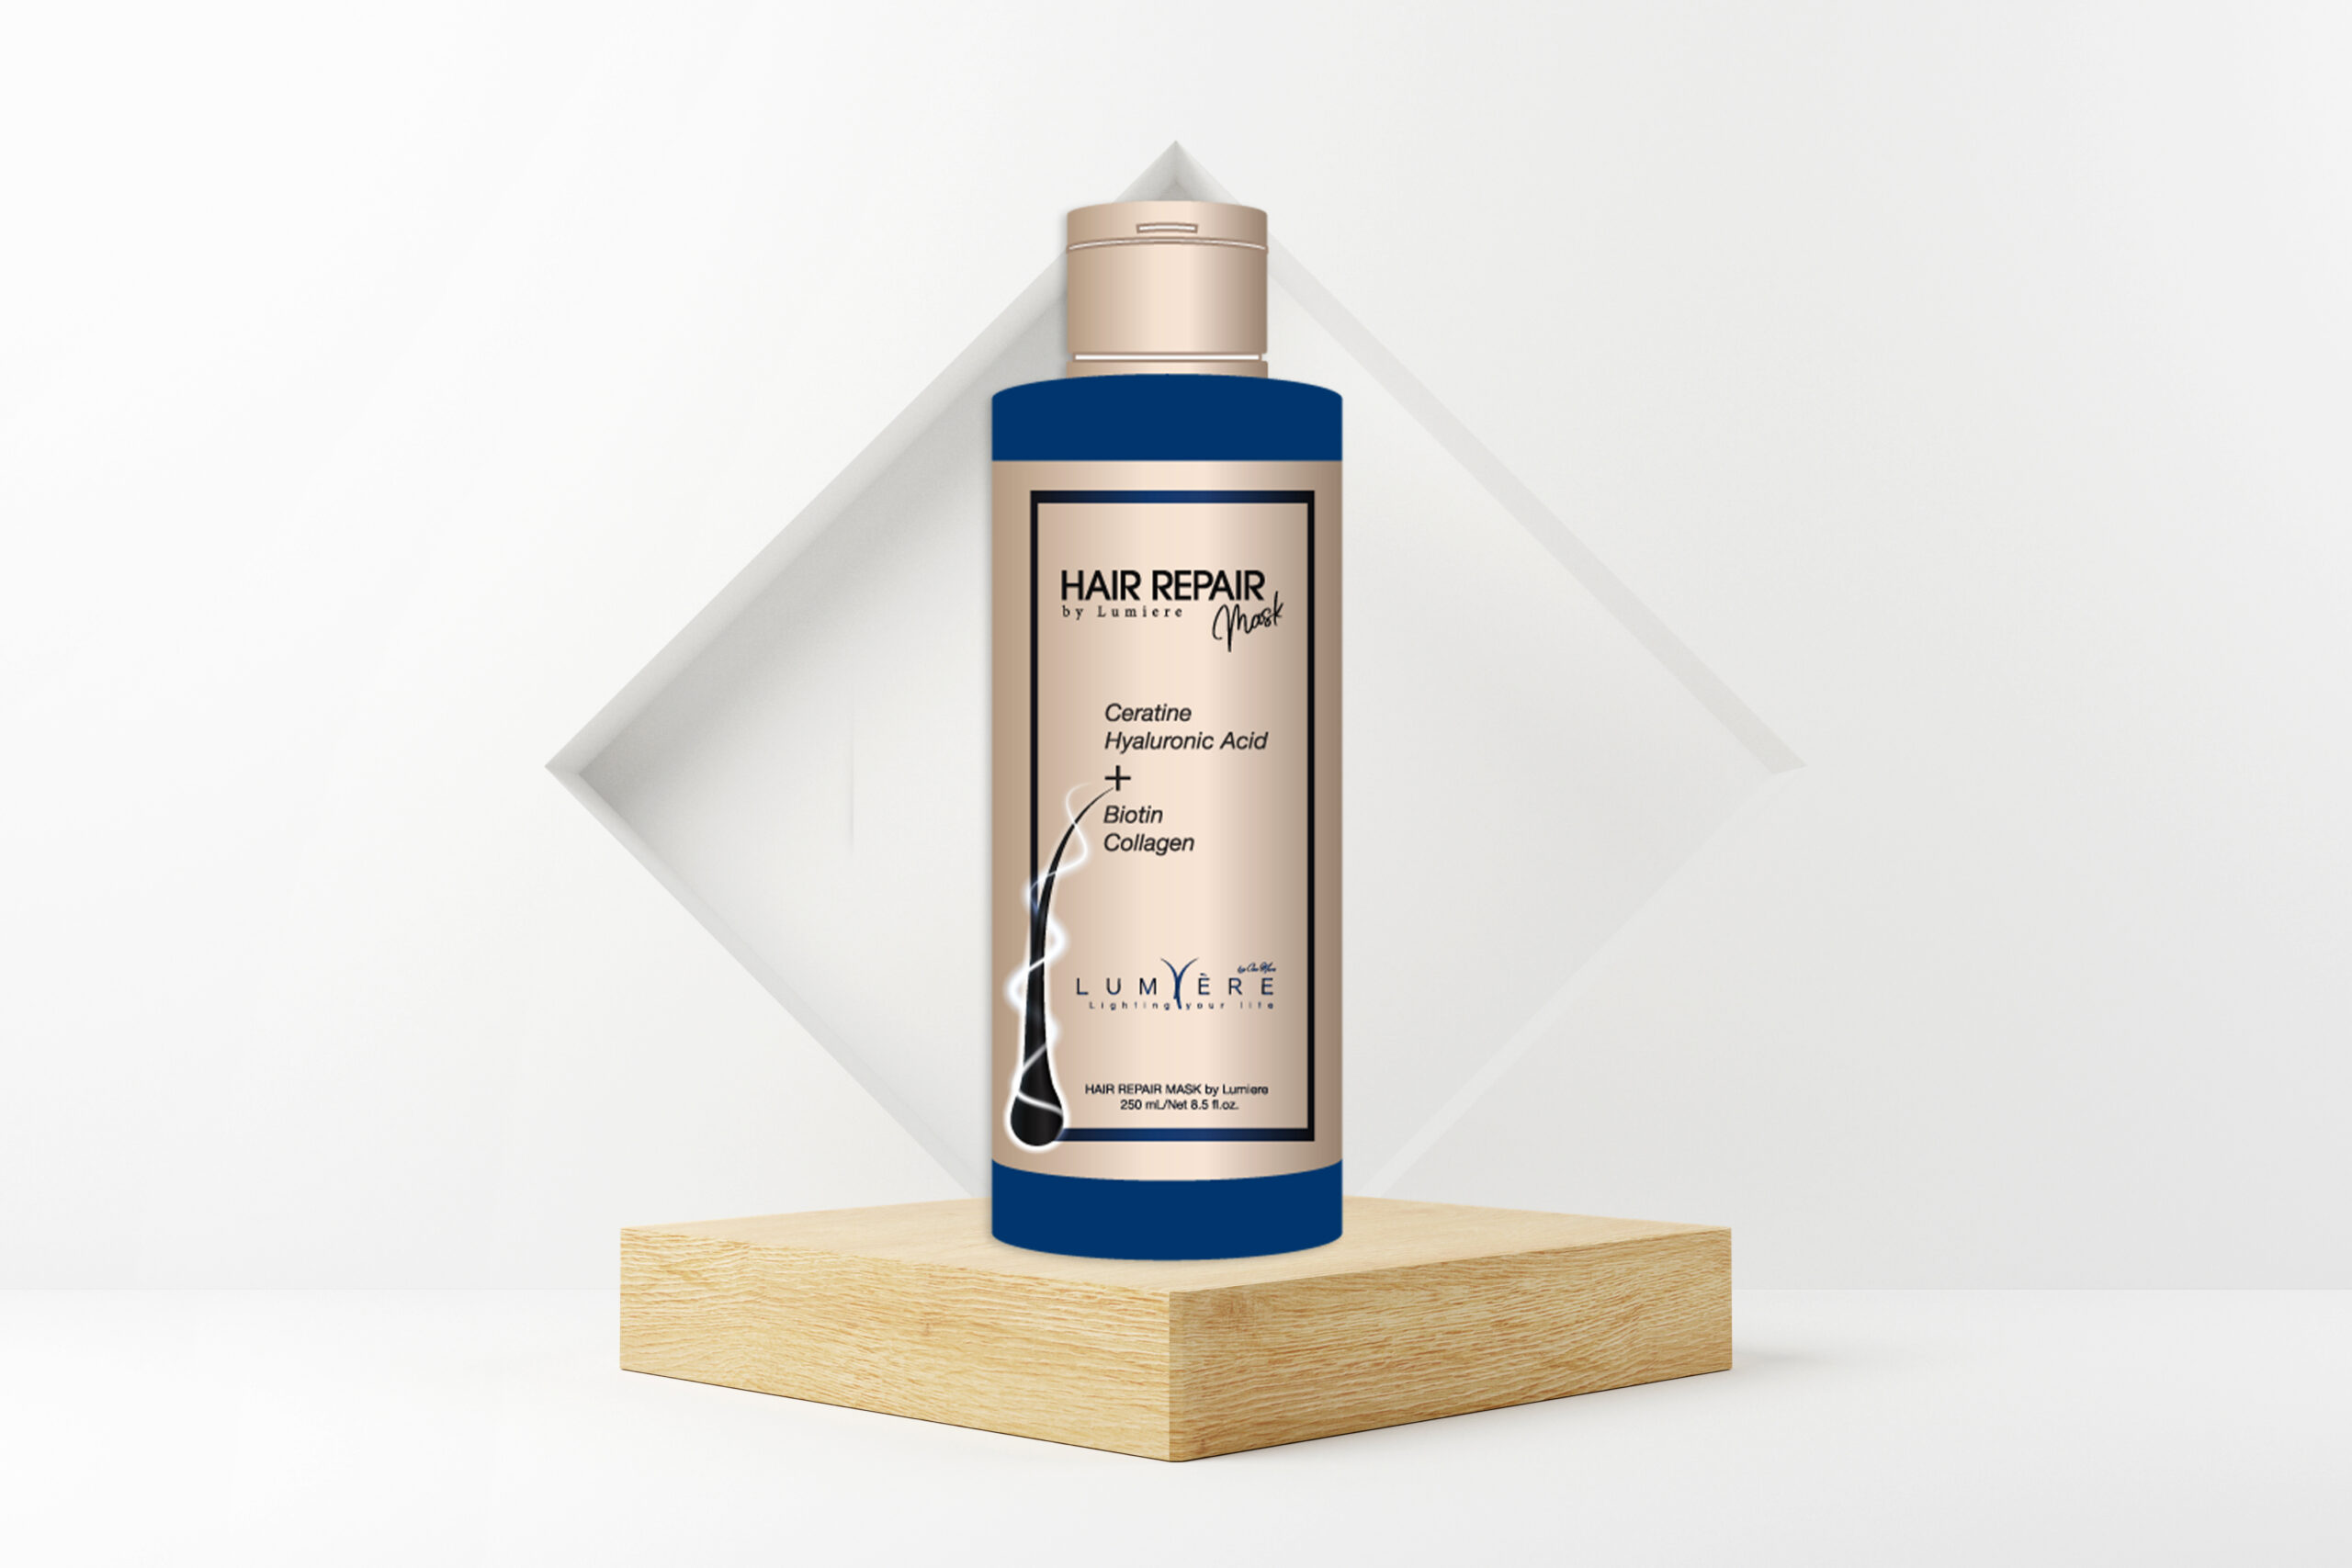 HAIR REPAIR
by Lumiere
Mask
Ceratine
Hyaluronic Acid
+
Biotin
Collagen
LUMYÈRE
Lighting your life
HAIR REPAIR MASK by Lumiere
250 mL/Net 8.5 fl.oz.